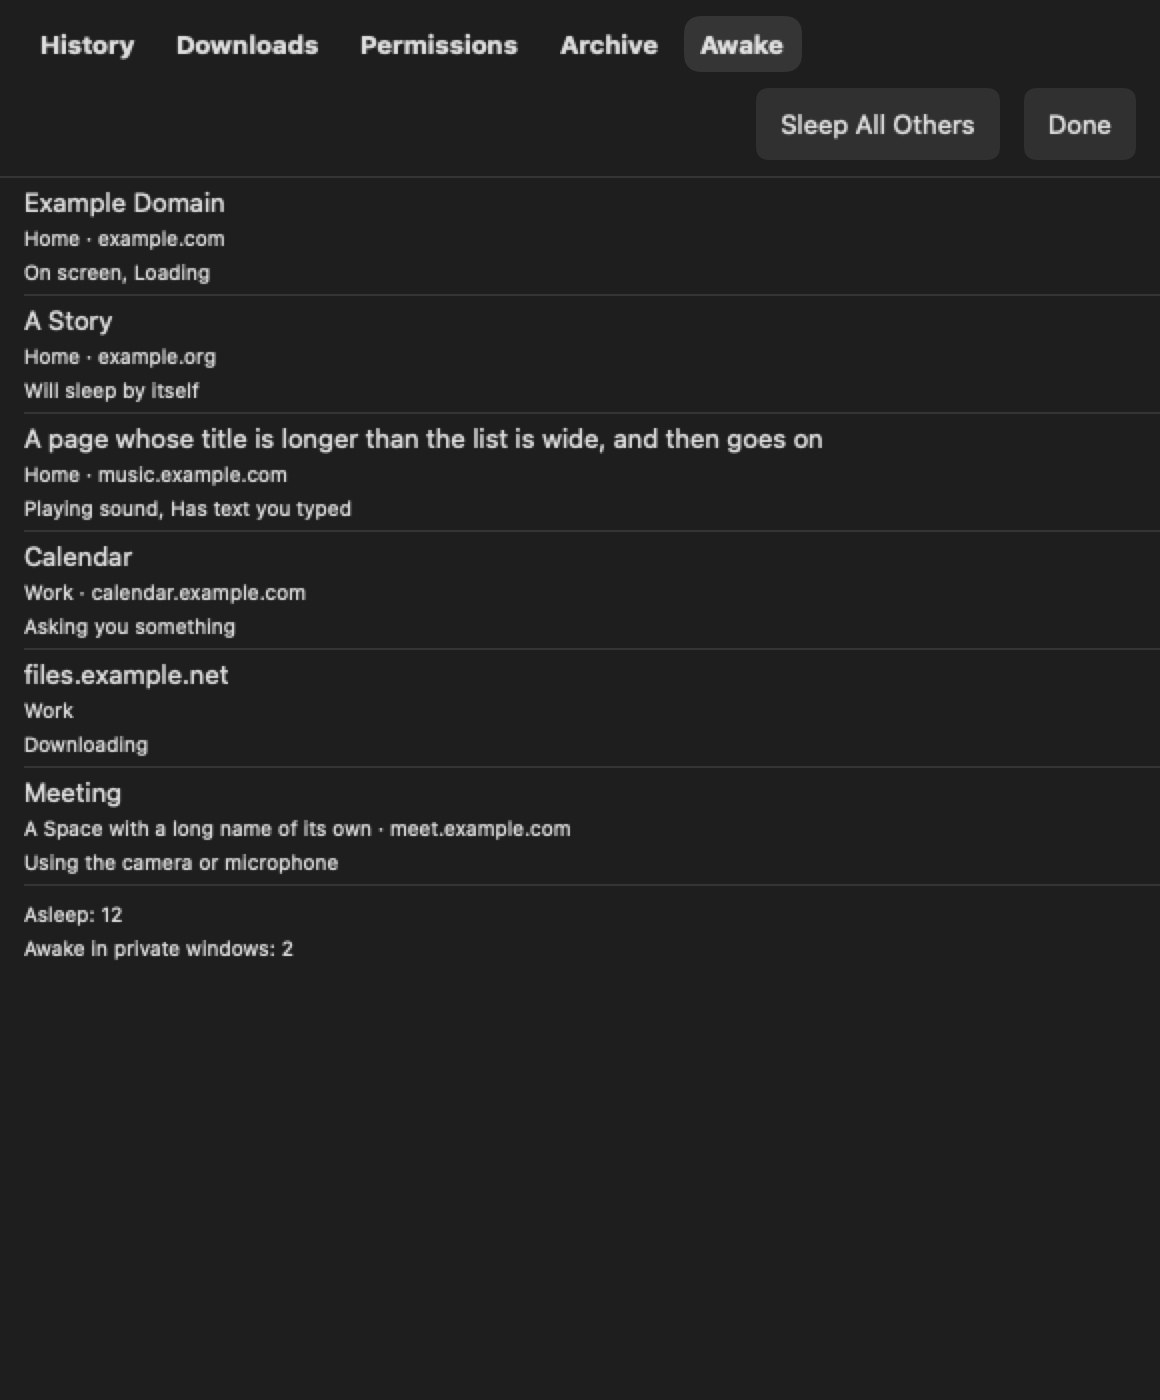 History Downloads Permissions Archive Awake
Sleep All Others Done
Example Domain
Home · example.com
On screen, Loading
A Story
Home · example.org
Will sleep by itself
A page whose title is longer than the list is wide, and then goes on
Home · music.example.com
Playing sound, Has text you typed
Calendar
Work · calendar.example.com
Asking you something
files.example.net
Work
Downloading
Meeting
A Space with a long name of its own · meet.example.com
Using the camera or microphone
Asleep: 12
Awake in private windows: 2